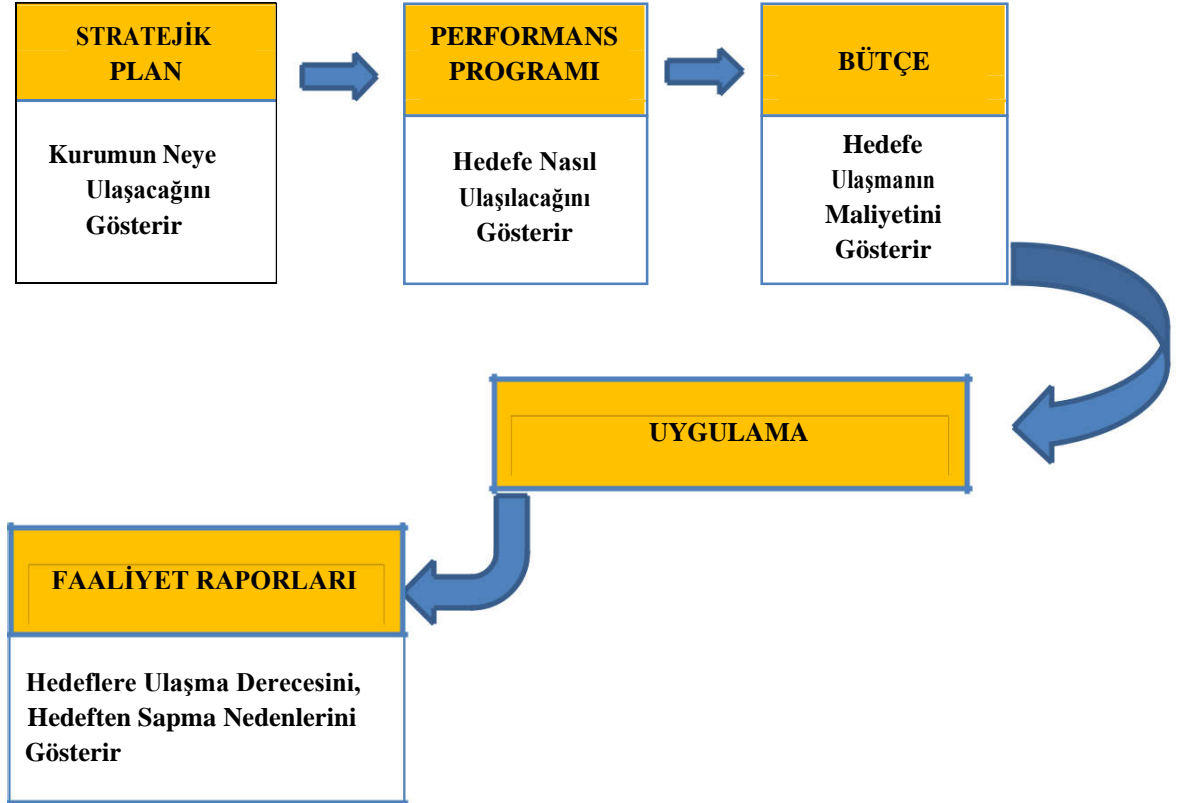 STRATEJİK
PLAN
Kurumun Neye
Ulaşacağını
Gösterir
PERFORMANS
PROGRAMI
Hedefe Nasıl
Ulaşılacağını
Gösterir
BÜTÇE
Hedefe
Ulaşmanın
Maliyetini
Gösterir
UYGULAMA
FAALİYET RAPORLARI
Hedeflere Ulaşma Derecesini,
Hedeften Sapma Nedenlerini
Gösterir